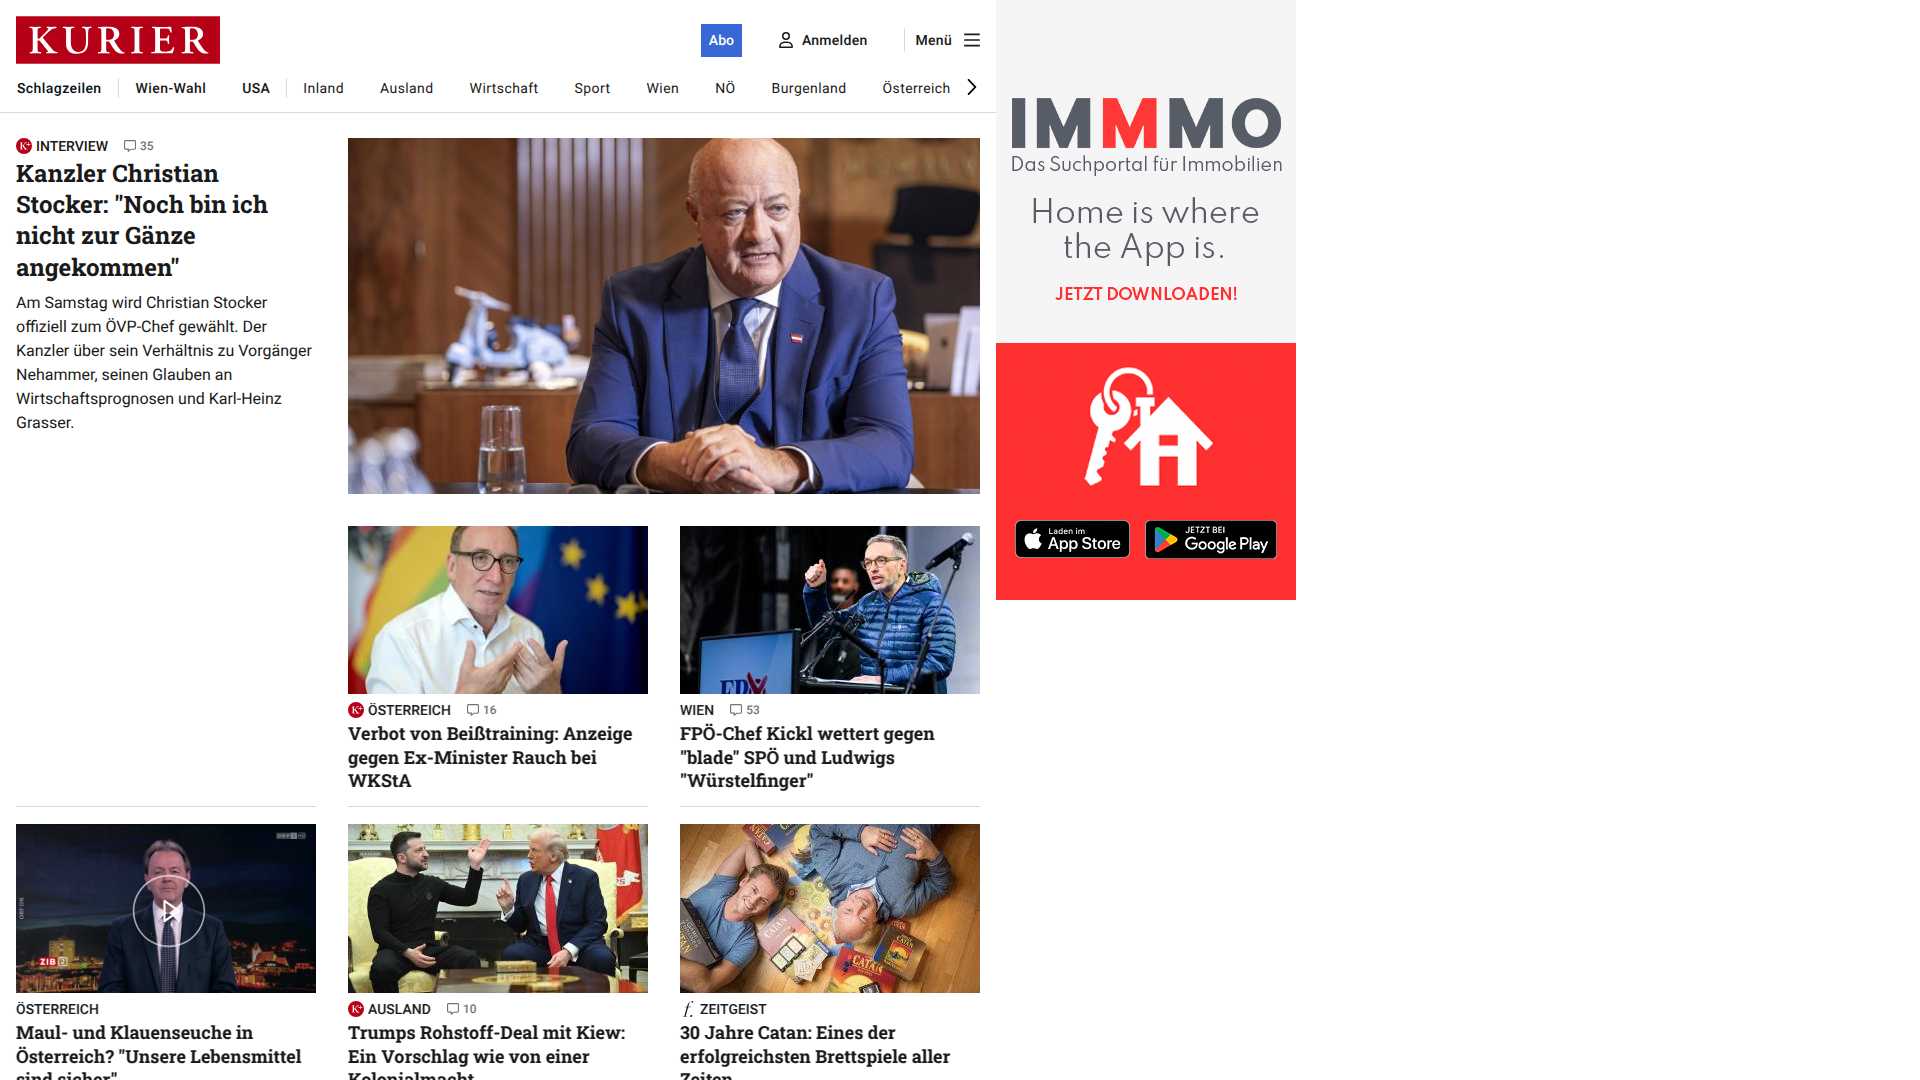 KURIER
Abo
Anmelden
Menü
Schlagzeilen
Wien-Wahl
USA
Inland
Ausland
Wirtschaft
Sport
Wien
NÖ
Burgenland
Österreich
INTERVIEW
35
Kanzler Christian
Stocker: "Noch bin ich
nicht zur Gänze
angekommen"
Am Samstag wird Christian Stocker
offiziell zum ÖVP-Chef gewählt. Der
Kanzler über sein Verhältnis zu Vorgänger
Nehammer, seinen Glauben an
Wirtschaftsprognosen und Karl-Heinz
Grasser.
ÖSTERREICH
16
Verbot von Beißtraining: Anzeige
gegen Ex-Minister Rauch bei
WKStA
WIEN
53
FPÖ-Chef Kickl wettert gegen
"blade" SPÖ und Ludwigs
"Würstelfinger"
ZIB 2
ÖSTERREICH
Maul- und Klauenseuche in
Österreich? "Unsere Lebensmittel
sind sicher"
AUSLAND
10
Trumps Rohstoff-Deal mit Kiew:
Ein Vorschlag wie von einer
Kolonialmacht
CATAN
CATAN
CATAN
f. ZEITGEIST
30 Jahre Catan: Eines der
erfolgreichsten Brettspiele aller
Zeiten
IMMMO
Das Suchportal für Immobilien
Home is where
the App is.
JETZT DOWNLOADEN!
Laden im
App Store
JETZT BEI
Google Play